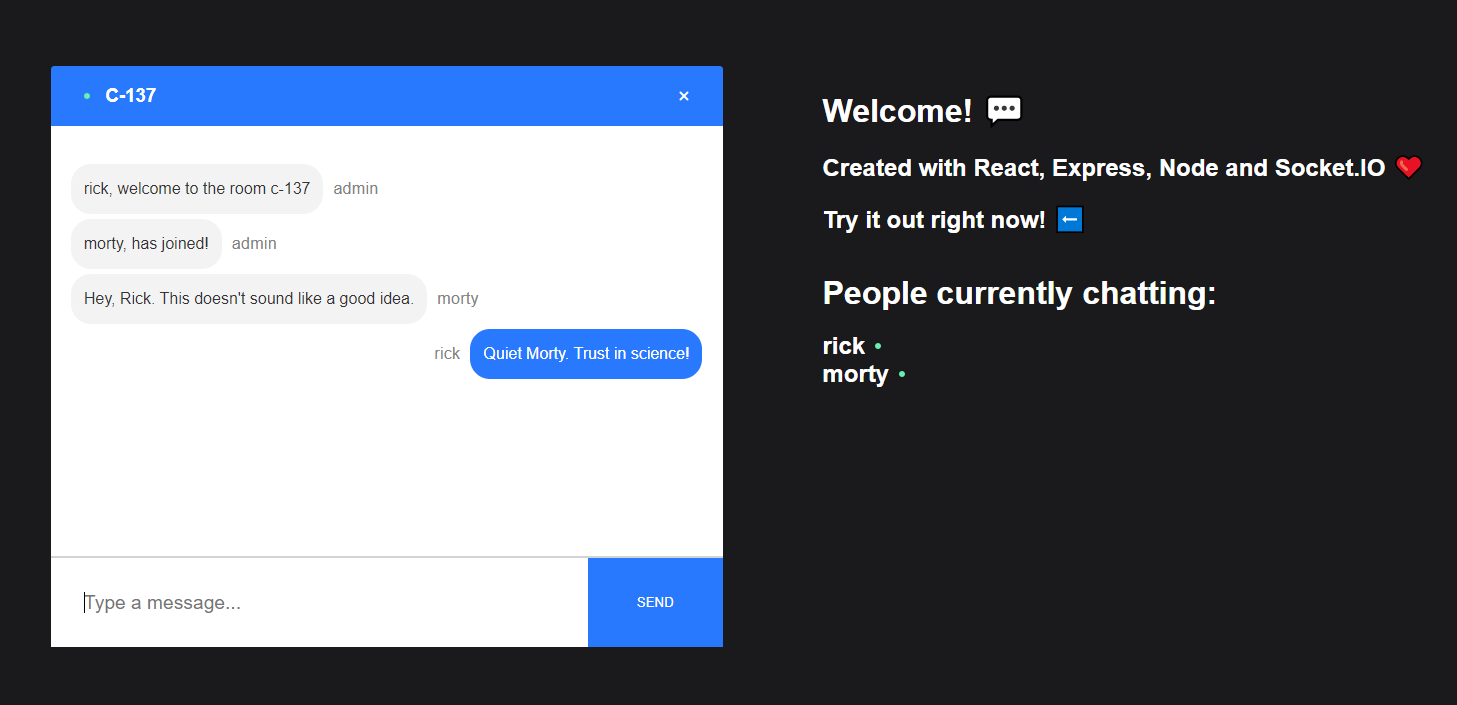 C-137
rick, welcome to the room c-137 admin
morty, has joined! admin
Hey, Rick. This doesn't sound like a good idea. morty
rick Quiet Morty. Trust in science!
Type a message...
SEND
Welcome! 💬
Created with React, Express, Node and Socket.IO ❤️
Try it out right now! ⬅️
People currently chatting:
rick
morty